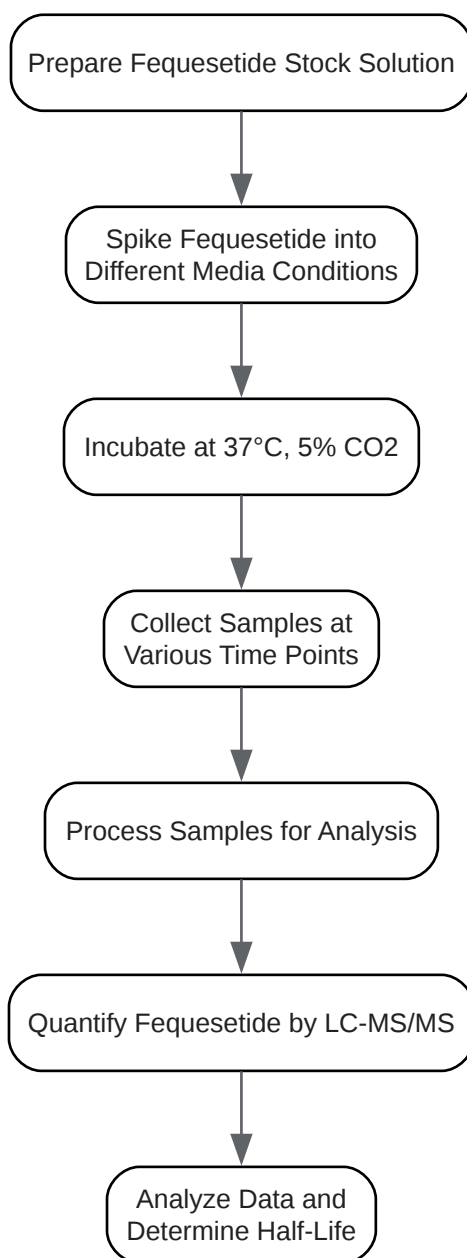 Prepare Fequesetide Stock Solution
Spike Fequesetide into
Different Media Conditions
Incubate at 37°C, 5% CO2
Collect Samples at
Various Time Points
Process Samples for Analysis
Quantify Fequesetide by LC-MS/MS
Analyze Data and
Determine Half-Life